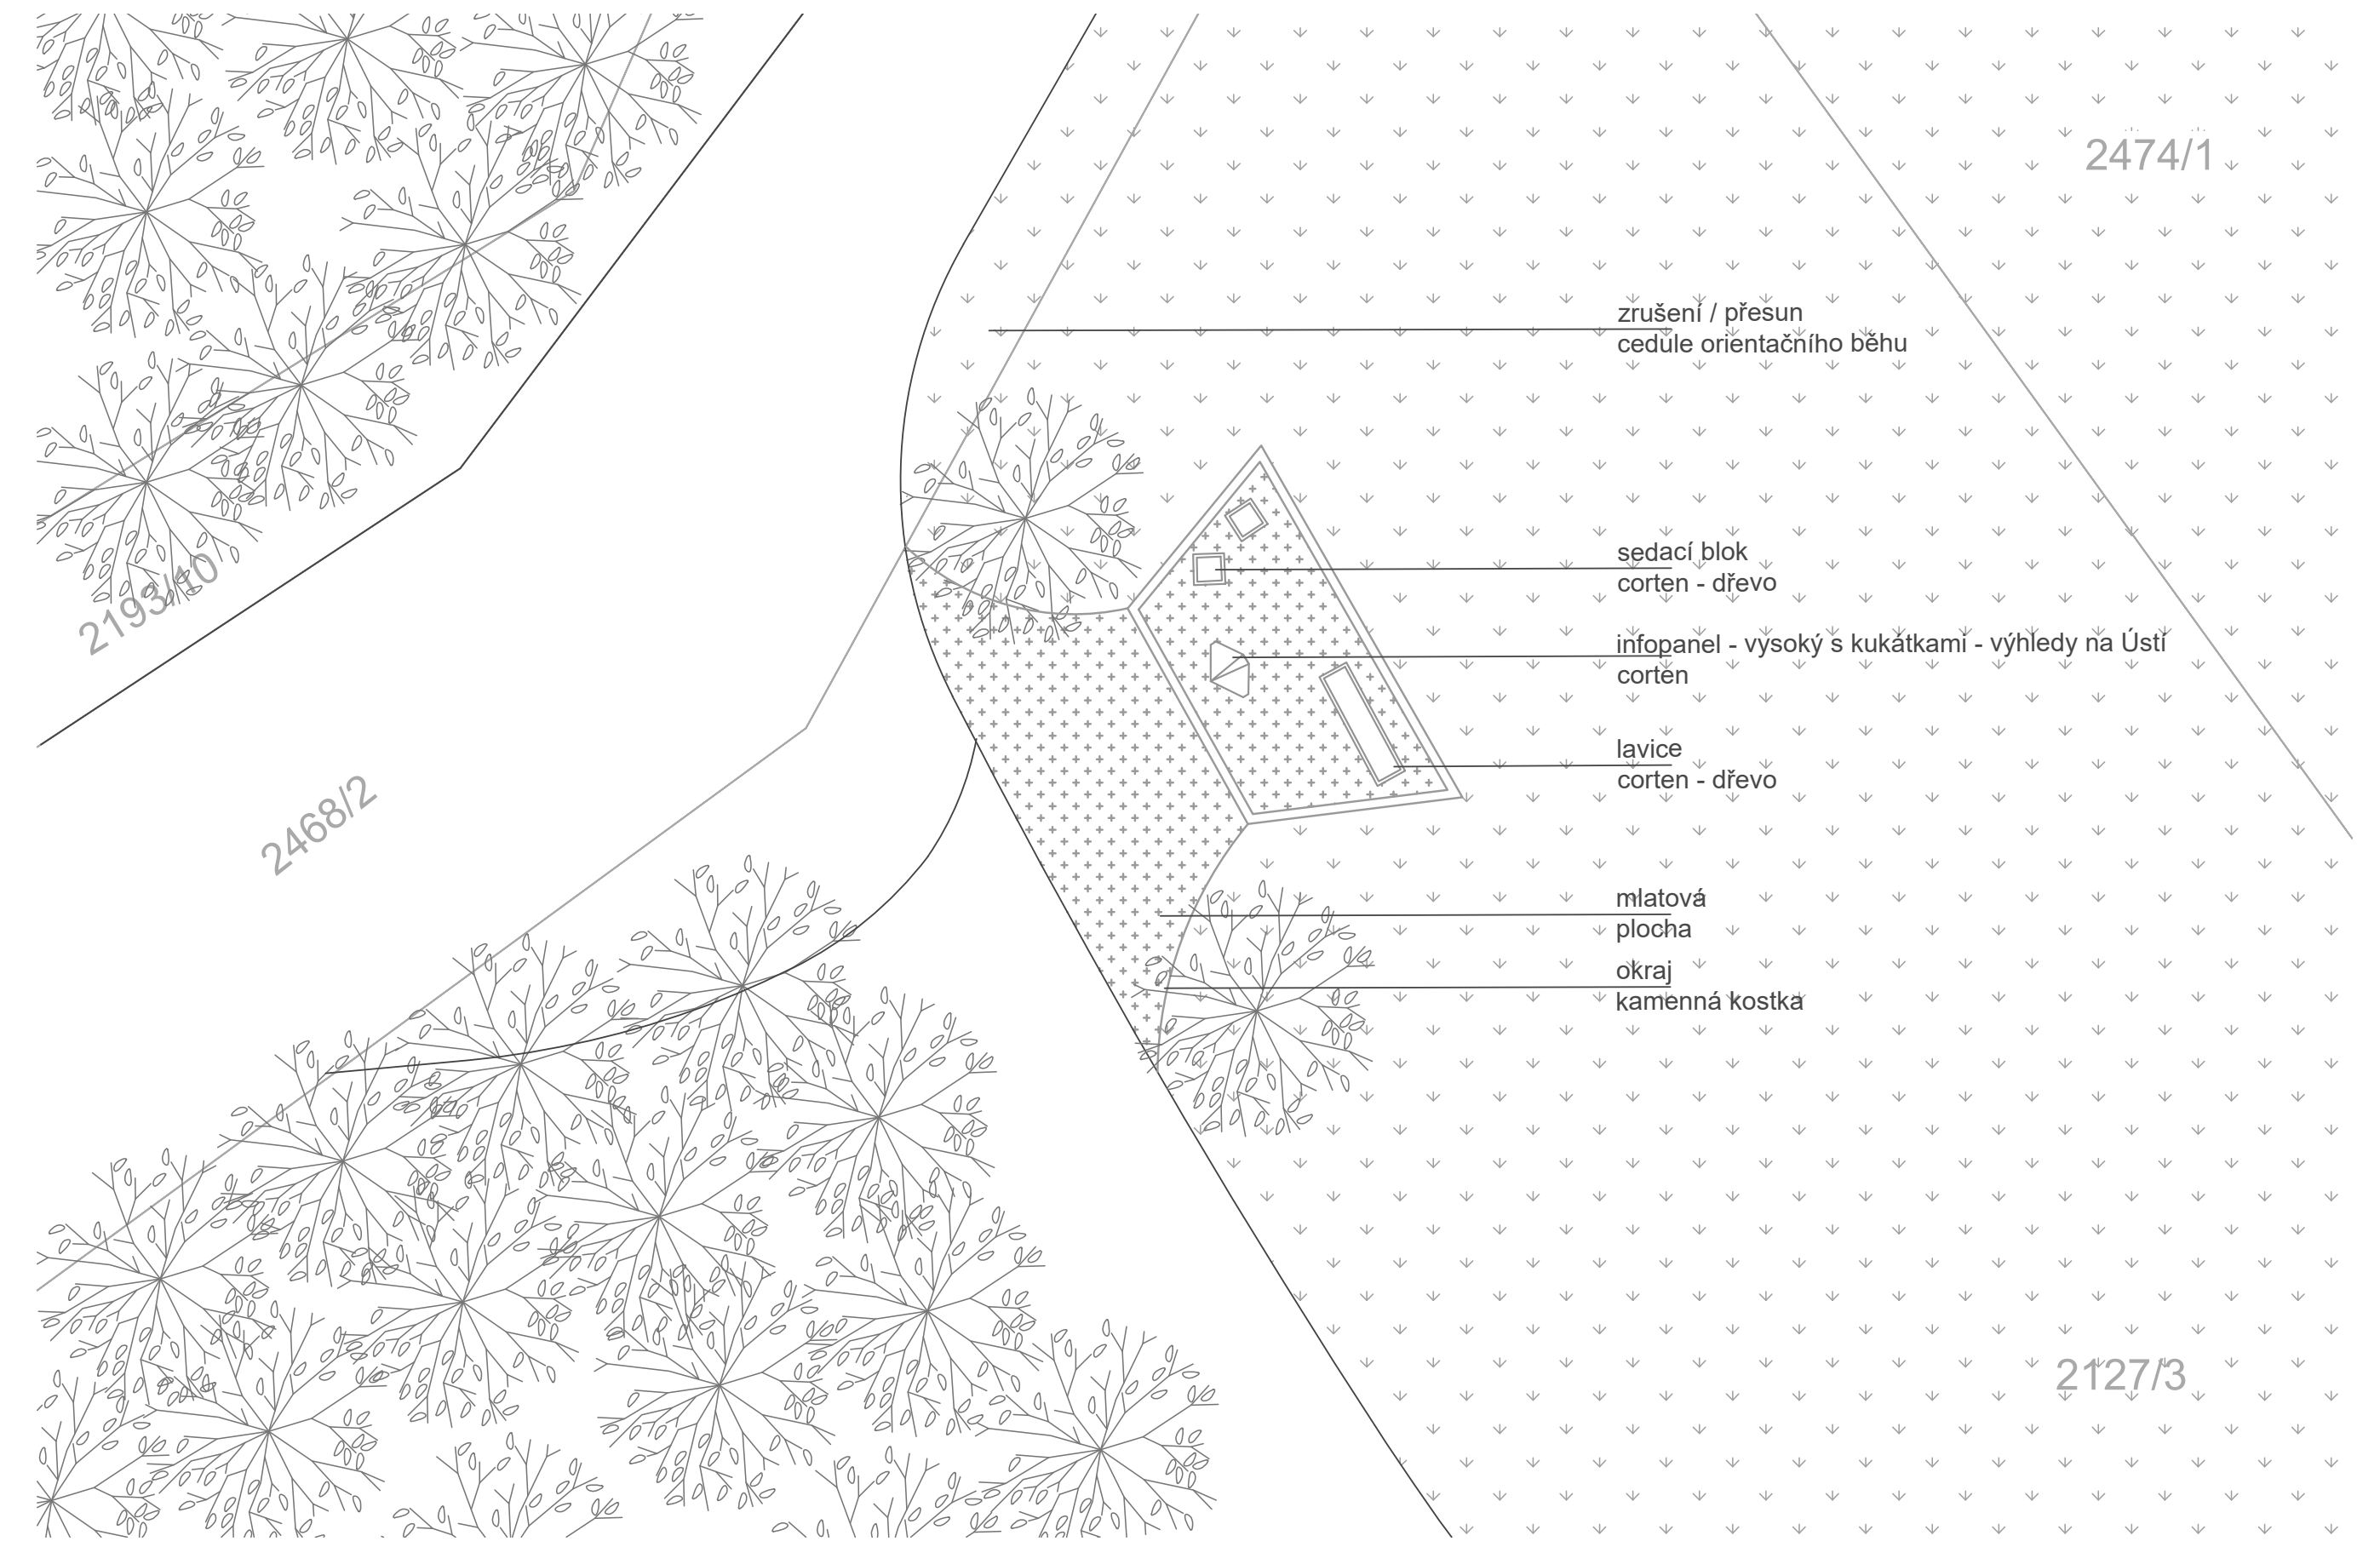 2474/1
zrušení / přesun
cedule orientačního běhu
sedací blok
corten - dřevo
2193/10
infopanel - vysoký s kukátkami - výhledy na Ústí
corten
lavice
corten - dřevo
2468/2
mlatová
plocha
okraj
kamenná kostka
2127/3